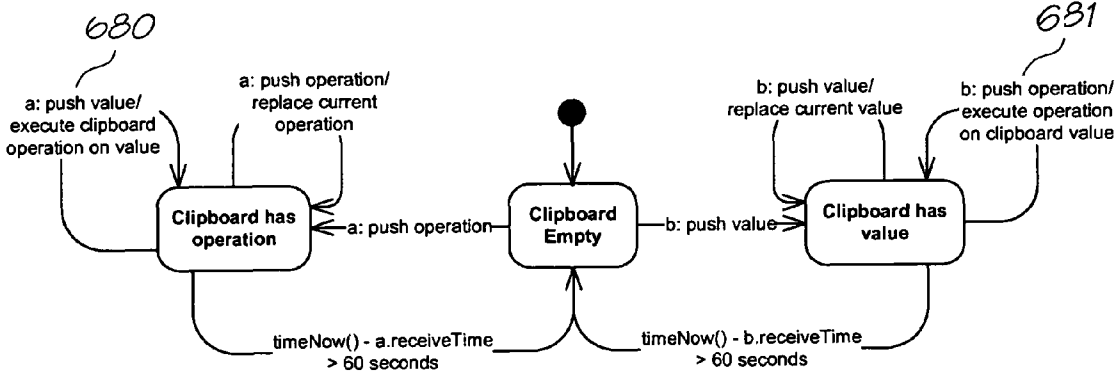 680
681
a: push value/
execute clipboard
operation on value
a: push operation/
replace current
operation
b: push value/
replace current value
b: push operation/
execute operation
on clipboard value
Clipboard has
operation
a: push operation
Clipboard
Empty
b: push value
Clipboard has
value
timeNow() - a.receiveTime
> 60 seconds
timeNow() - b.receiveTime
> 60 seconds